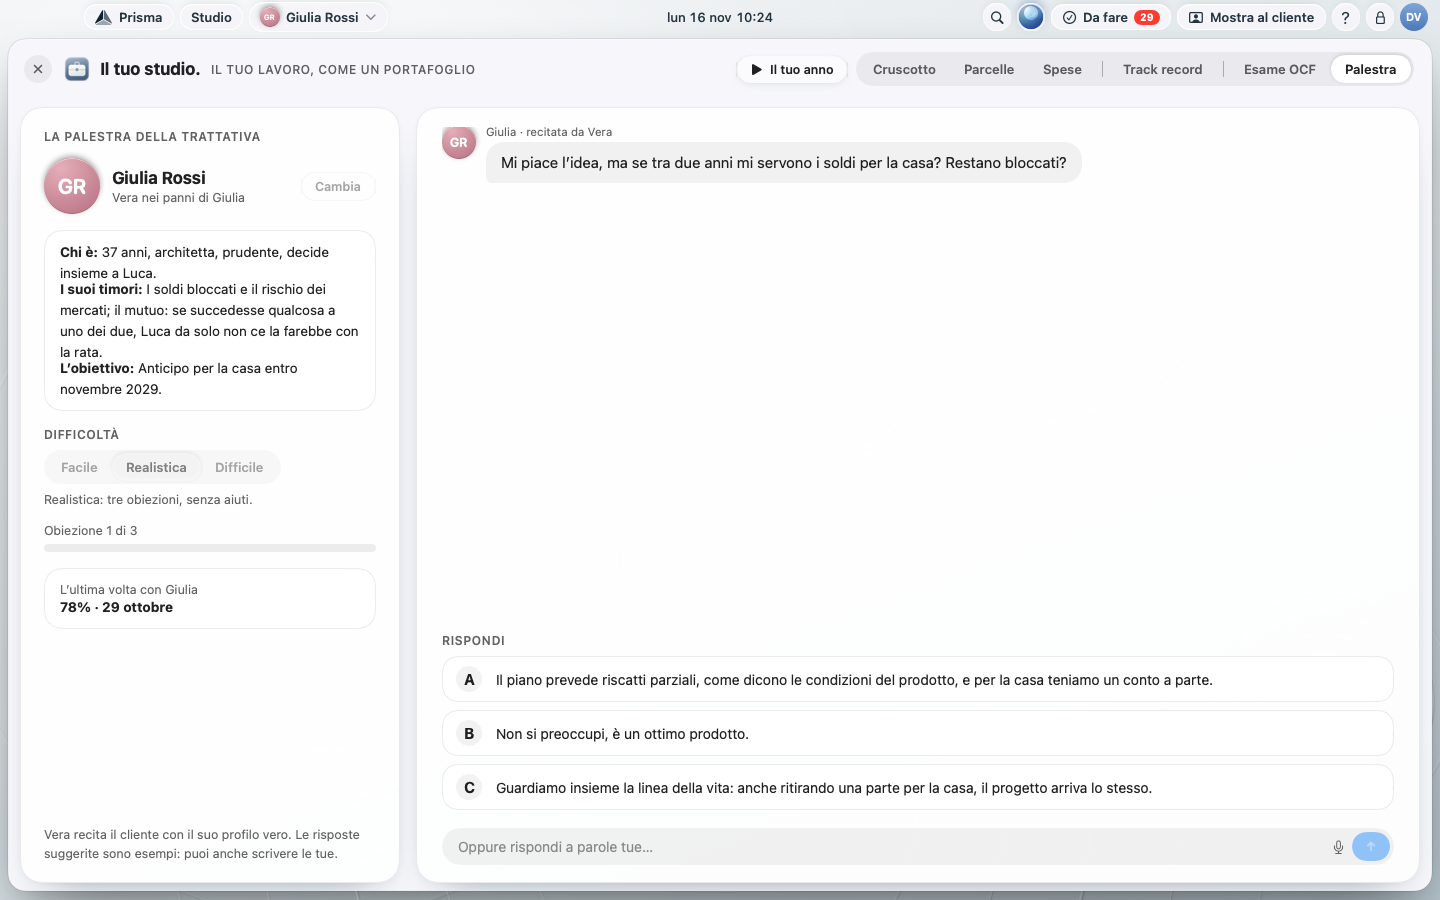 Prisma
Studio
GR Giulia Rossi
lun 16 nov 10:24
Da fare 29
Mostra al cliente
?
DV
Il tuo studio. IL TUO LAVORO, COME UN PORTAFOGLIO
Il tuo anno
Cruscotto
Parcelle
Spese
Track record
Esame OCF
Palestra
LA PALESTRA DELLA TRATTATIVA
GR
Giulia Rossi
Vera nei panni di Giulia
Cambia
Chi è: 37 anni, architetta, prudente, decide
insieme a Luca.
I suoi timori: I soldi bloccati e il rischio dei
mercati; il mutuo: se succedesse qualcosa a
uno dei due, Luca da solo non ce la farebbe con
la rata.
L’obiettivo: Anticipo per la casa entro
novembre 2029.
DIFFICOLTÀ
Facile
Realistica
Difficile
Realistica: tre obiezioni, senza aiuti.
Obiezione 1 di 3
L’ultima volta con Giulia
78% · 29 ottobre
Vera recita il cliente con il suo profilo vero. Le risposte
suggerite sono esempi: puoi anche scrivere le tue.
GR
Giulia · recitata da Vera
Mi piace l’idea, ma se tra due anni mi servono i soldi per la casa? Restano bloccati?
RISPONDI
A Il piano prevede riscatti parziali, come dicono le condizioni del prodotto, e per la casa teniamo un conto a parte.
B Non si preoccupi, è un ottimo prodotto.
C Guardiamo insieme la linea della vita: anche ritirando una parte per la casa, il progetto arriva lo stesso.
Oppure rispondi a parole tue…